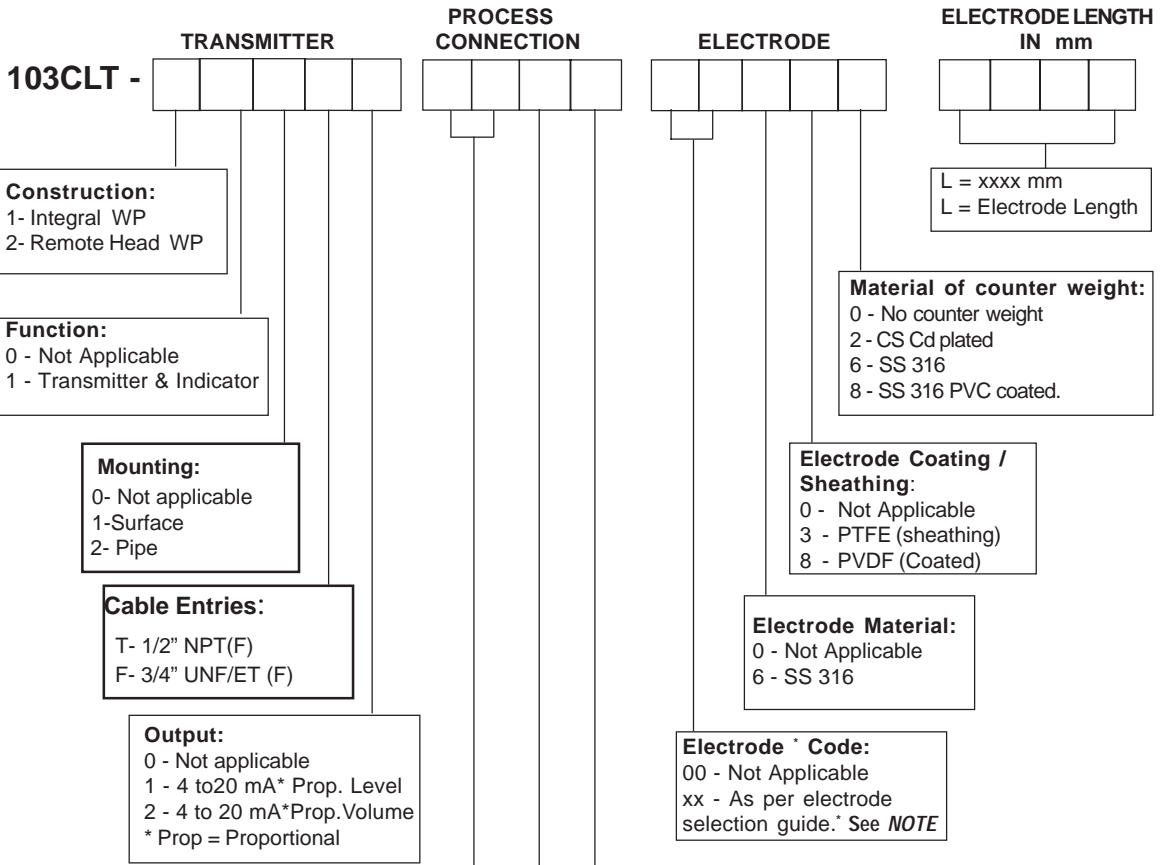 PROCESS
CONNECTION
ELECTRODE LENGTH
IN mm
TRANSMITTER
ELECTRODE
103CLT -
Construction:
1- Integral WP
2- Remote Head WP
L = xxxx mm
L = Electrode Length
Function:
0 - Not Applicable
1 - Transmitter & Indicator
Material of counter weight:
0 - No counter weight
2 - CS Cd plated
6 - SS 316
8 - SS 316 PVC coated.
Mounting:
0- Not applicable
1-Surface
2- Pipe
Electrode Coating /
Sheathing:
0 - Not Applicable
3 - PTFE (sheathing)
8 - PVDF (Coated)
Cable Entries:
T- 1/2” NPT(F)
F- 3/4” UNF/ET (F)
Electrode Material:
0 - Not Applicable
6 - SS 316
Output:
0 - Not applicable
1 - 4 to20 mA* Prop. Level
2 - 4 to 20 mA*Prop.Volume
* Prop = Proportional
Electrode * Code:
00 - Not Applicable
xx - As per electrode
selection guide.* See NOTE